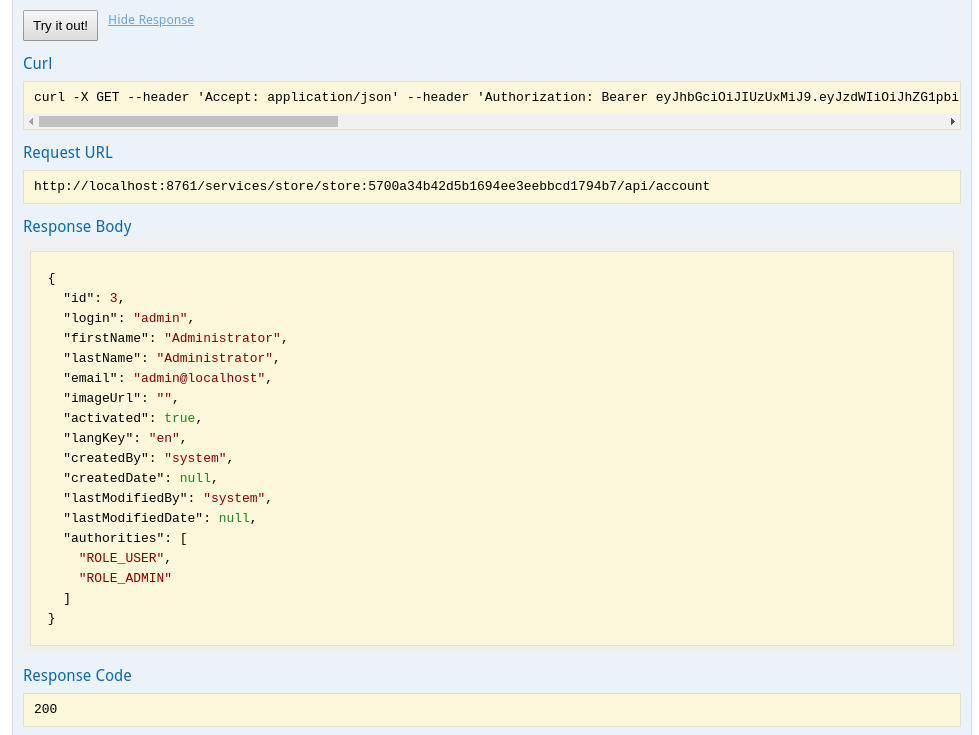 Try it out! Hide Response
Curl
curl -X GET --header 'Accept: application/json' --header 'Authorization: Bearer eyJhbGciOiJIUzUxMiJ9.eyJzdWIiOiJhZG1pbi
Request URL
http://localhost:8761/services/store/store:5700a34b42d5b1694ee3eebbcd1794b7/api/account
Response Body
{
  "id": 3,
  "login": "admin",
  "firstName": "Administrator",
  "lastName": "Administrator",
  "email": "admin@localhost",
  "imageUrl": "",
  "activated": true,
  "langKey": "en",
  "createdBy": "system",
  "createdDate": null,
  "lastModifiedBy": "system",
  "lastModifiedDate": null,
  "authorities": [
    "ROLE_USER",
    "ROLE_ADMIN"
  ]
}
Response Code
200